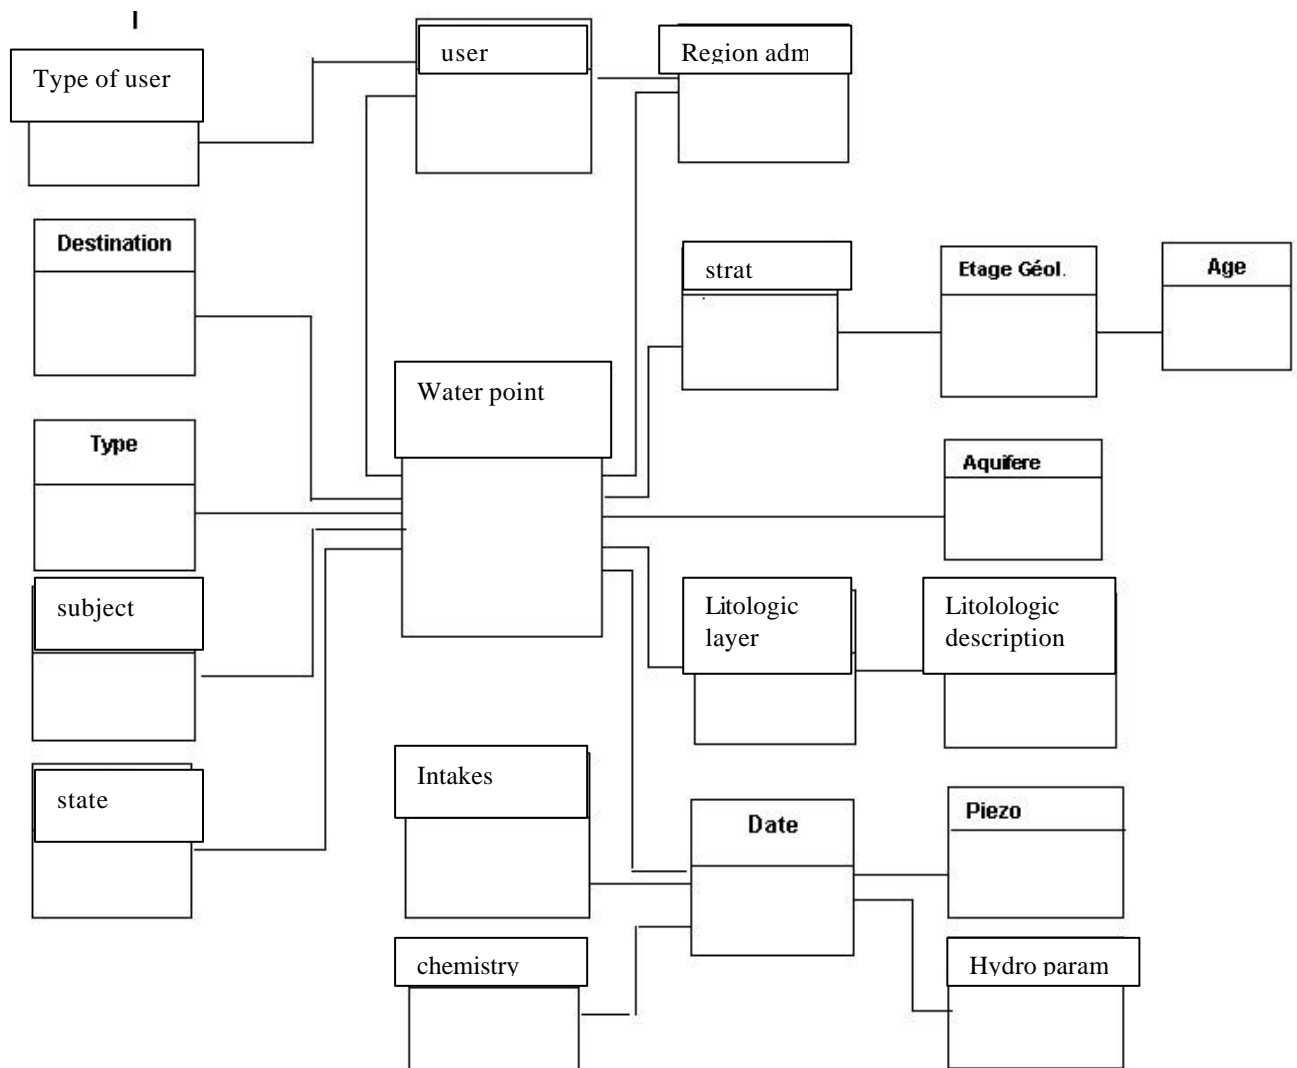 I
Type of user
user
Region adm
Destination
strat
Etage Géol.
Age
Water point
Type
Aquifere
subject
Litologic
layer
Litolologic
description
Intakes
state
Date
Piezo
chemistry
Hydro param